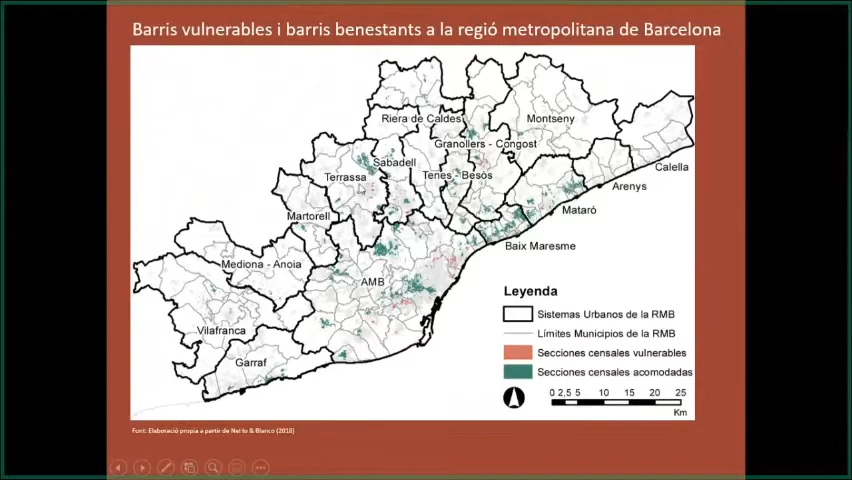 Barris vulnerables i barris benestants a la regió metropolitana de Barcelona
Riera de Caldes
Montseny
Granollers - Congost
Sabadell
Terrassa
Tenes - Besòs
Calella
Arenys
Martorell
Mataró
Baix Maresme
Mediona - Anoia
AMB
Vilafranca
Garraf
Leyenda
Sistemas Urbanos de la RMB
Límites Municipios de la RMB
Secciones censales vulnerables
Secciones censales acomodadas
0 2,5 5 10 15 20 25
Km
Font: Elaboració propia a partir de Nel·lo & Blanco (2018)